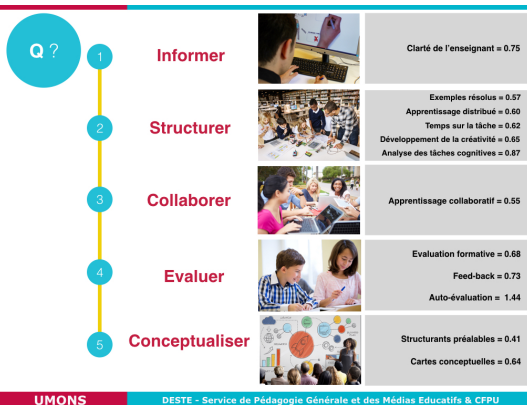 Q ?
1
Informer
Clarté de l'enseignant = 0.75
2
Structurer
Exemples résolus = 0.57
Apprentissage distribué = 0.60
Temps sur la tâche = 0.62
Développement de la créativité = 0.65
Analyse des tâches cognitives = 0.87
3
Collaborer
Apprentissage collaboratif = 0.55
4
Evaluer
Evaluation formative = 0.68
Feed-back = 0.73
Auto-évaluation = 1.44
5
Conceptualiser
Structurants préalables = 0.41
Cartes conceptuelles = 0.64
UMONS
DESTE - Service de Pédagogie Générale et des Médias Educatifs & CFPU